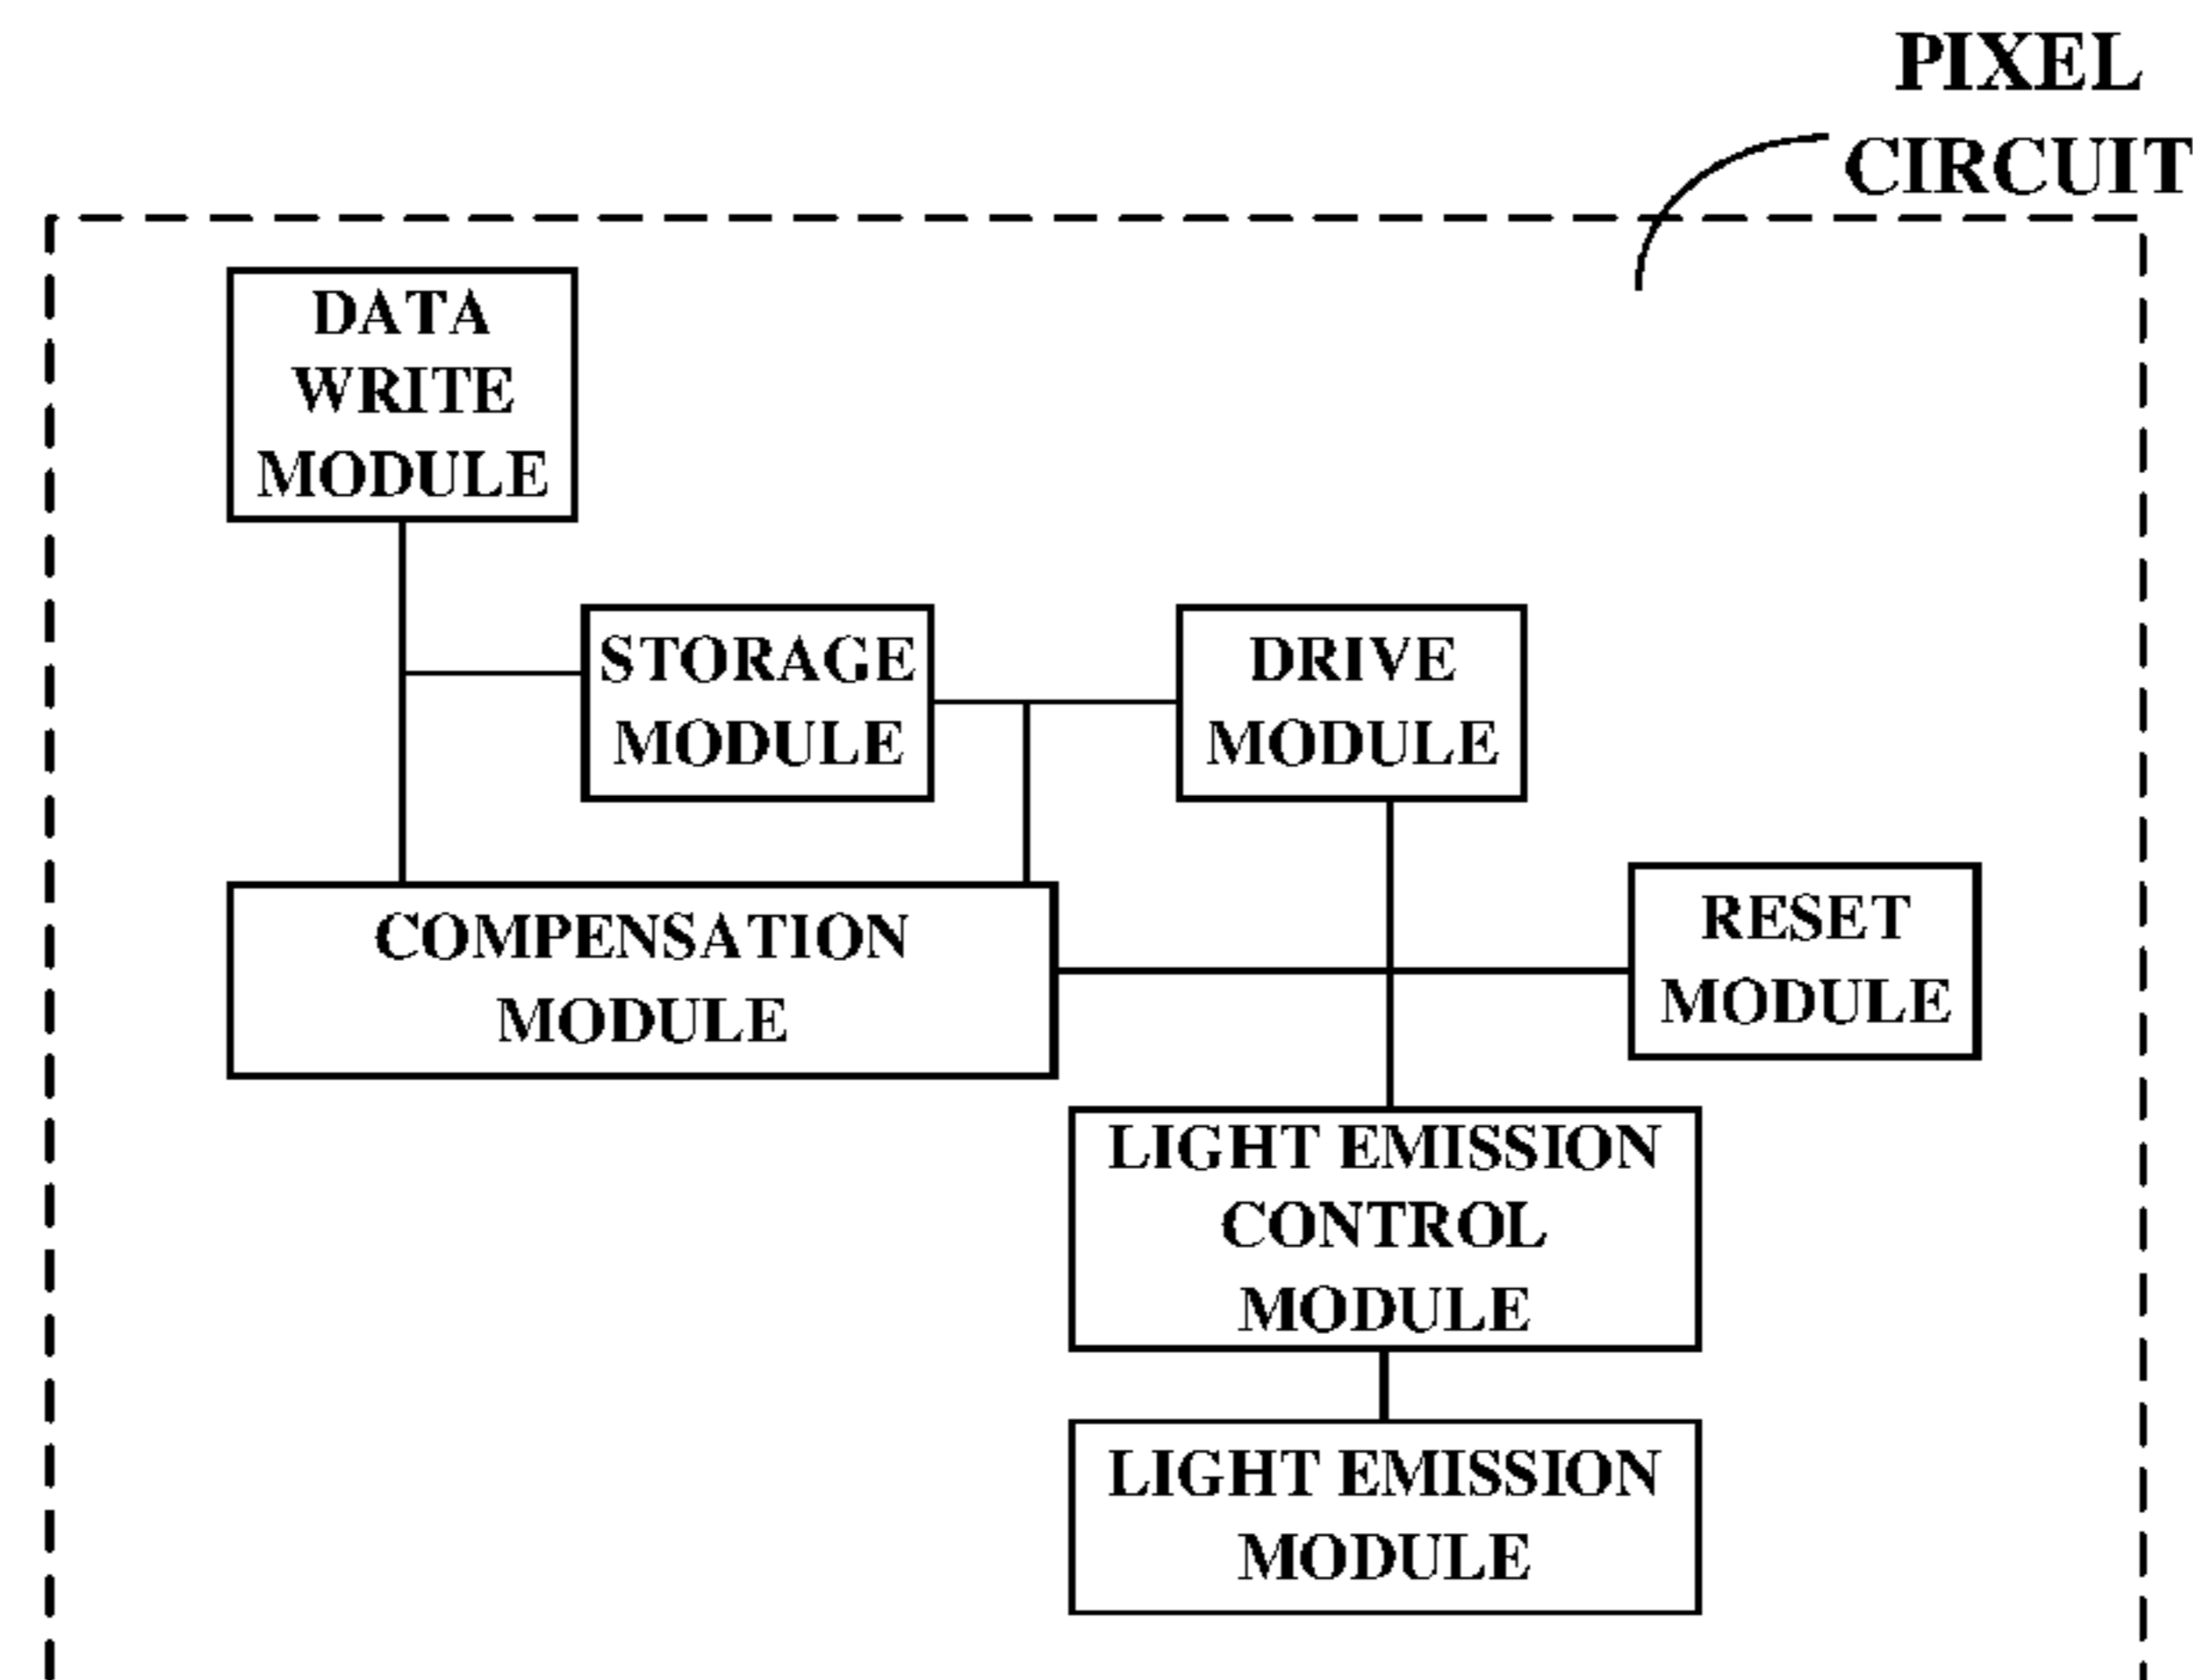 PIXEL
CIRCUIT
DATA
WRITE
MODULE
STORAGE
MODULE
DRIVE
MODULE
COMPENSATION
MODULE
RESET
MODULE
LIGHT EMISSION
CONTROL
MODULE
LIGHT EMISSION
MODULE